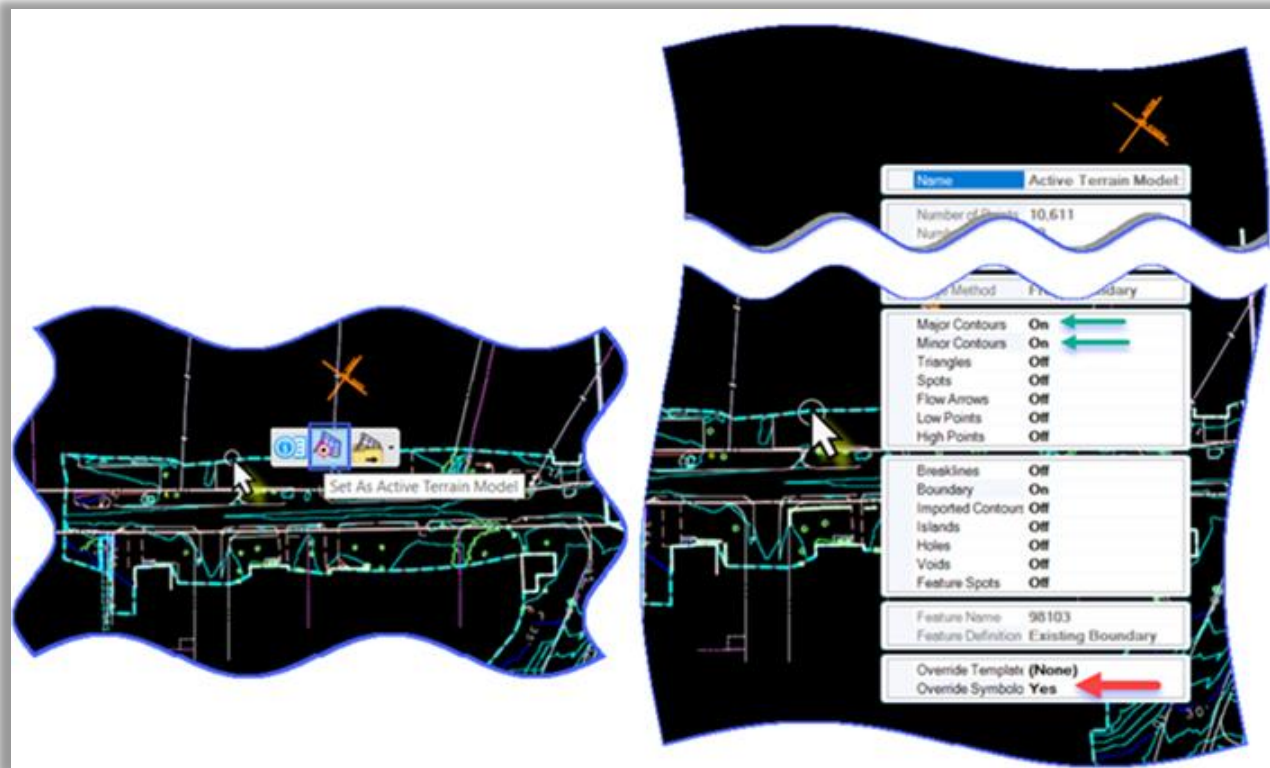 Set As Active Terrain Model
Name Active Terrain Model:
Number of Points 10,611
Method
Major Contours On
Minor Contours On
Triangles Off
Spots Off
Flow Arrows Off
Low Points Off
High Points Off
Breaklines Off
Boundary On
Imported Contours Off
Islands Off
Holes Off
Voids Off
Feature Spots Off
Feature Name 98103
Feature Definition Existing Boundary
Override Template (None)
Override Symbolo Yes
30'